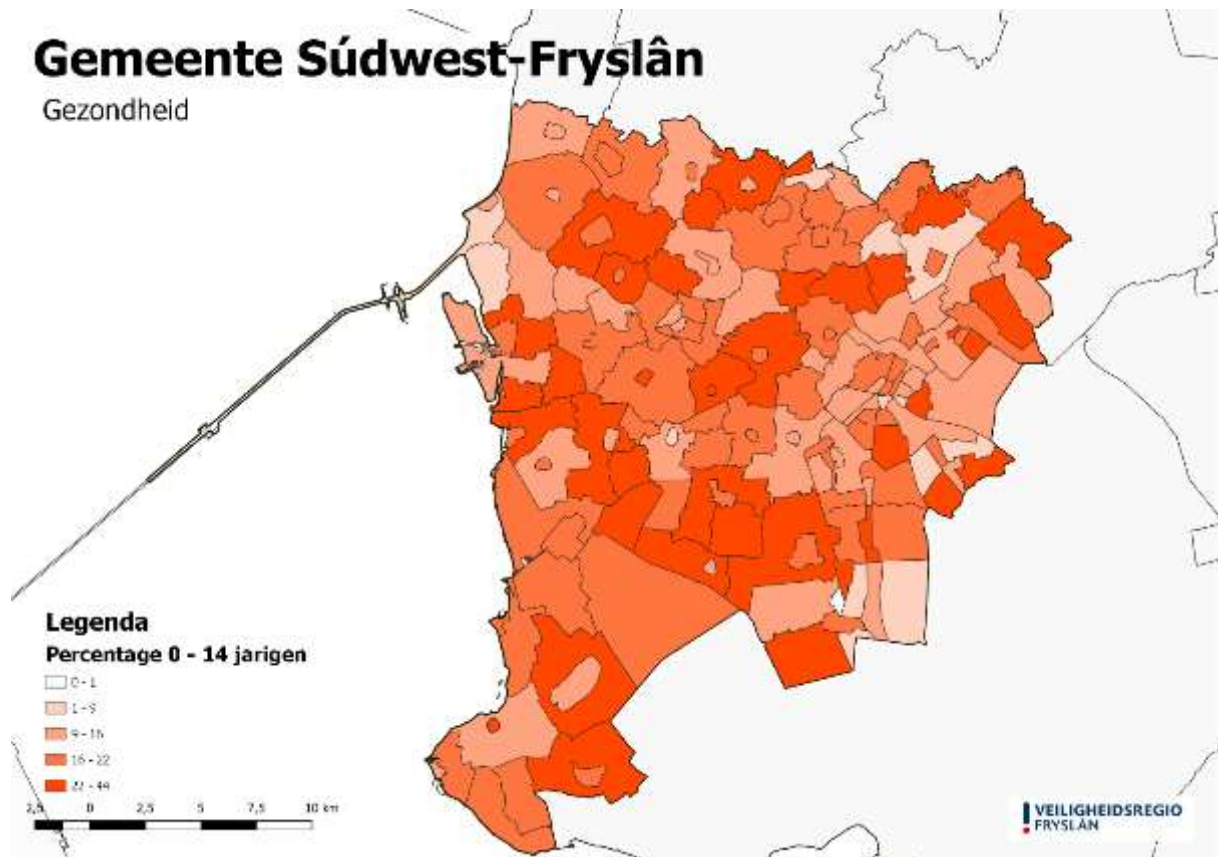 Gemeente Súdwest-Fryslân
Gezondheid
Legenda
Percentage 0 - 14 jarigen
0 - 1
1 - 9
9 - 16
16 - 22
22 - 44
2,5 0 2,5 5 7,5 10 km
VEILIGHEIDSREGIO
FRYSLÂN